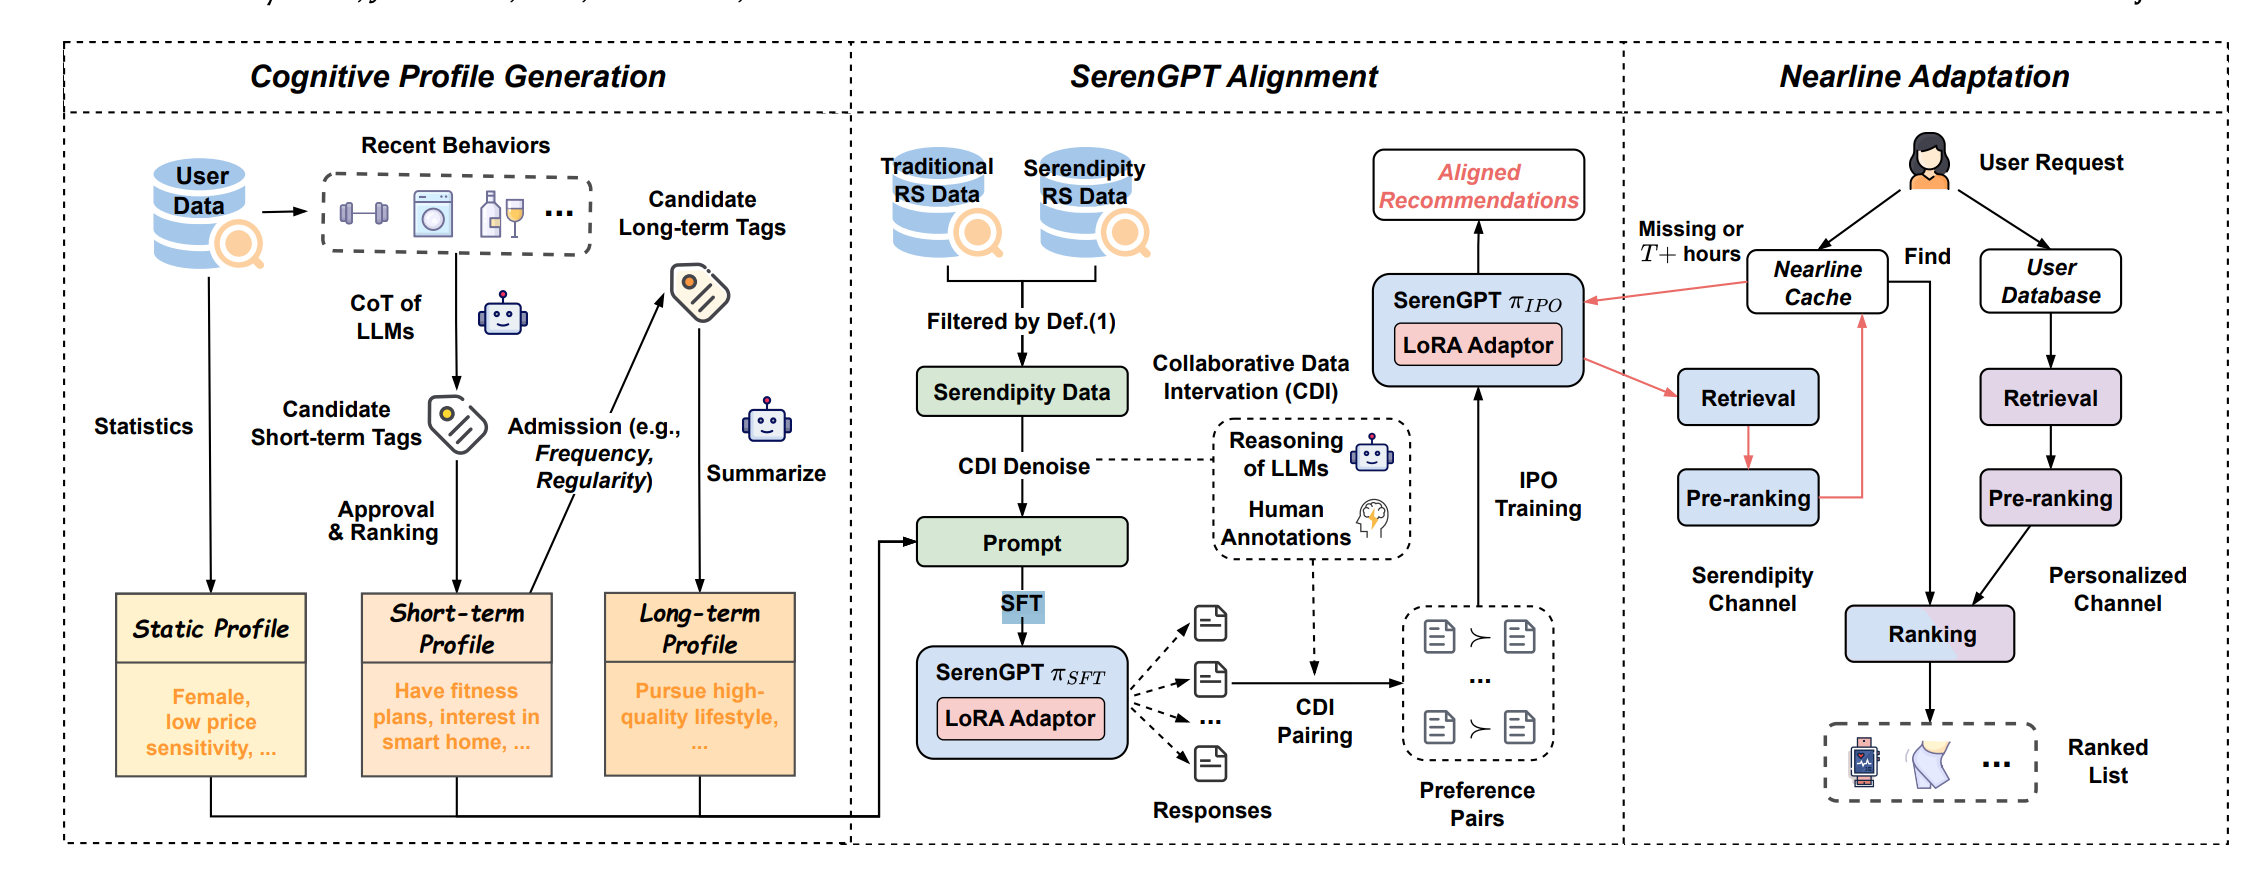 Cognitive Profile Generation
User
Data
Recent Behaviors
...
Candidate
Long-term Tags
CoT of
LLMs
Statistics
Candidate
Short-term Tags
Admission (e.g.,
Frequency,
Regularity)
Summarize
Approval
& Ranking
Static Profile
Female,
low price
sensitivity, ...
Short-term
Profile
Have fitness
plans, interest in
smart home, ...
Long-term
Profile
Pursue high-
quality lifestyle,
...
SerenGPT Alignment
Traditional
RS Data
Serendipity
RS Data
Filtered by Def.(1)
Serendipity Data
CDI Denoise
Prompt
SFT
SerenGPT π_SFT
LoRA Adaptor
Collaborative Data
Intervation (CDI)
Reasoning
of LLMs
Human
Annotations
...
Responses
CDI
Pairing
≻
...
≻
Preference
Pairs
IPO
Training
SerenGPT π_IPO
LoRA Adaptor
Aligned
Recommendations
Nearline Adaptation
User Request
Missing or
T+ hours
Nearline
Cache
Find
User
Database
Retrieval
Pre-ranking
Serendipity
Channel
Retrieval
Pre-ranking
Personalized
Channel
Ranking
...
Ranked
List